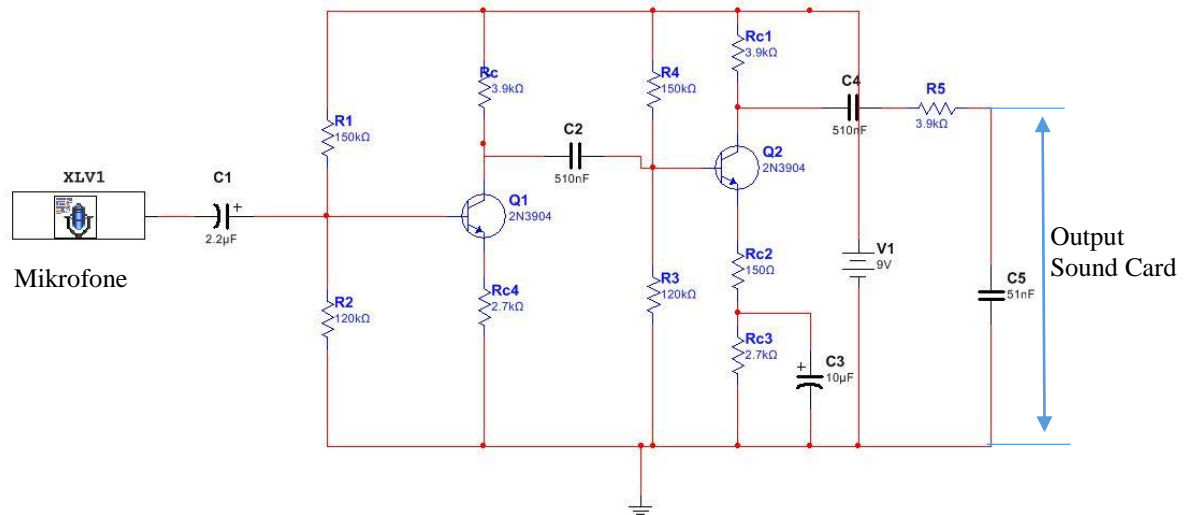 Rc1
3.9kΩ
Rc
3.9kΩ
R4
150kΩ
C4
510nF
R5
3.9kΩ
R1
150kΩ
C2
510nF
Q2
2N3904
XLV1
C1
+
2.2µF
Q1
2N3904
Mikrofone
Rc2
150Ω
V1
9V
Output
Sound Card
R2
120kΩ
Rc4
2.7kΩ
R3
120kΩ
C5
51nF
Rc3
2.7kΩ
+
C3
10µF